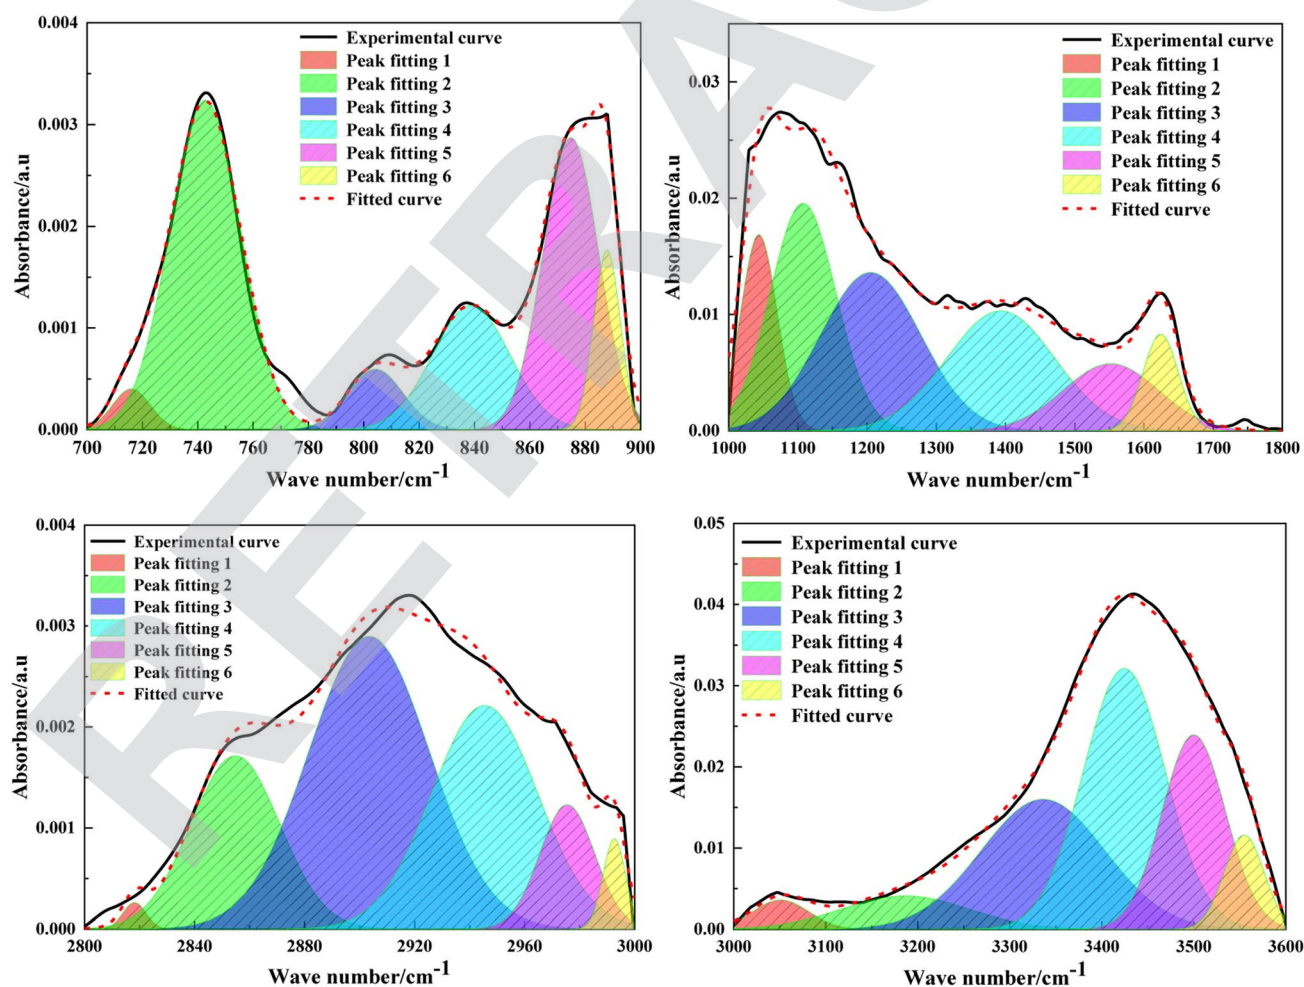 0.004
0.003
0.002
0.001
0.000
Absorbance/a.u
Experimental curve
Peak fitting 1
Peak fitting 2
Peak fitting 3
Peak fitting 4
Peak fitting 5
Peak fitting 6
Fitted curve
700 720 740 760 780 800 820 840 860 880 900
Wave number/cm-1
0.03
0.02
0.01
0.00
Absorbance/a.u
Experimental curve
Peak fitting 1
Peak fitting 2
Peak fitting 3
Peak fitting 4
Peak fitting 5
Peak fitting 6
Fitted curve
1000 1100 1200 1300 1400 1500 1600 1700 1800
Wave number/cm-1
0.004
0.003
0.002
0.001
0.000
Absorbance/a.u
Experimental curve
Peak fitting 1
Peak fitting 2
Peak fitting 3
Peak fitting 4
Peak fitting 5
Peak fitting 6
Fitted curve
2800 2840 2880 2920 2960 3000
Wave number/cm-1
0.05
0.04
0.03
0.02
0.01
0.00
Absorbance/a.u
Experimental curve
Peak fitting 1
Peak fitting 2
Peak fitting 3
Peak fitting 4
Peak fitting 5
Peak fitting 6
Fitted curve
3000 3100 3200 3300 3400 3500 3600
Wave number/cm-1
RETRAC